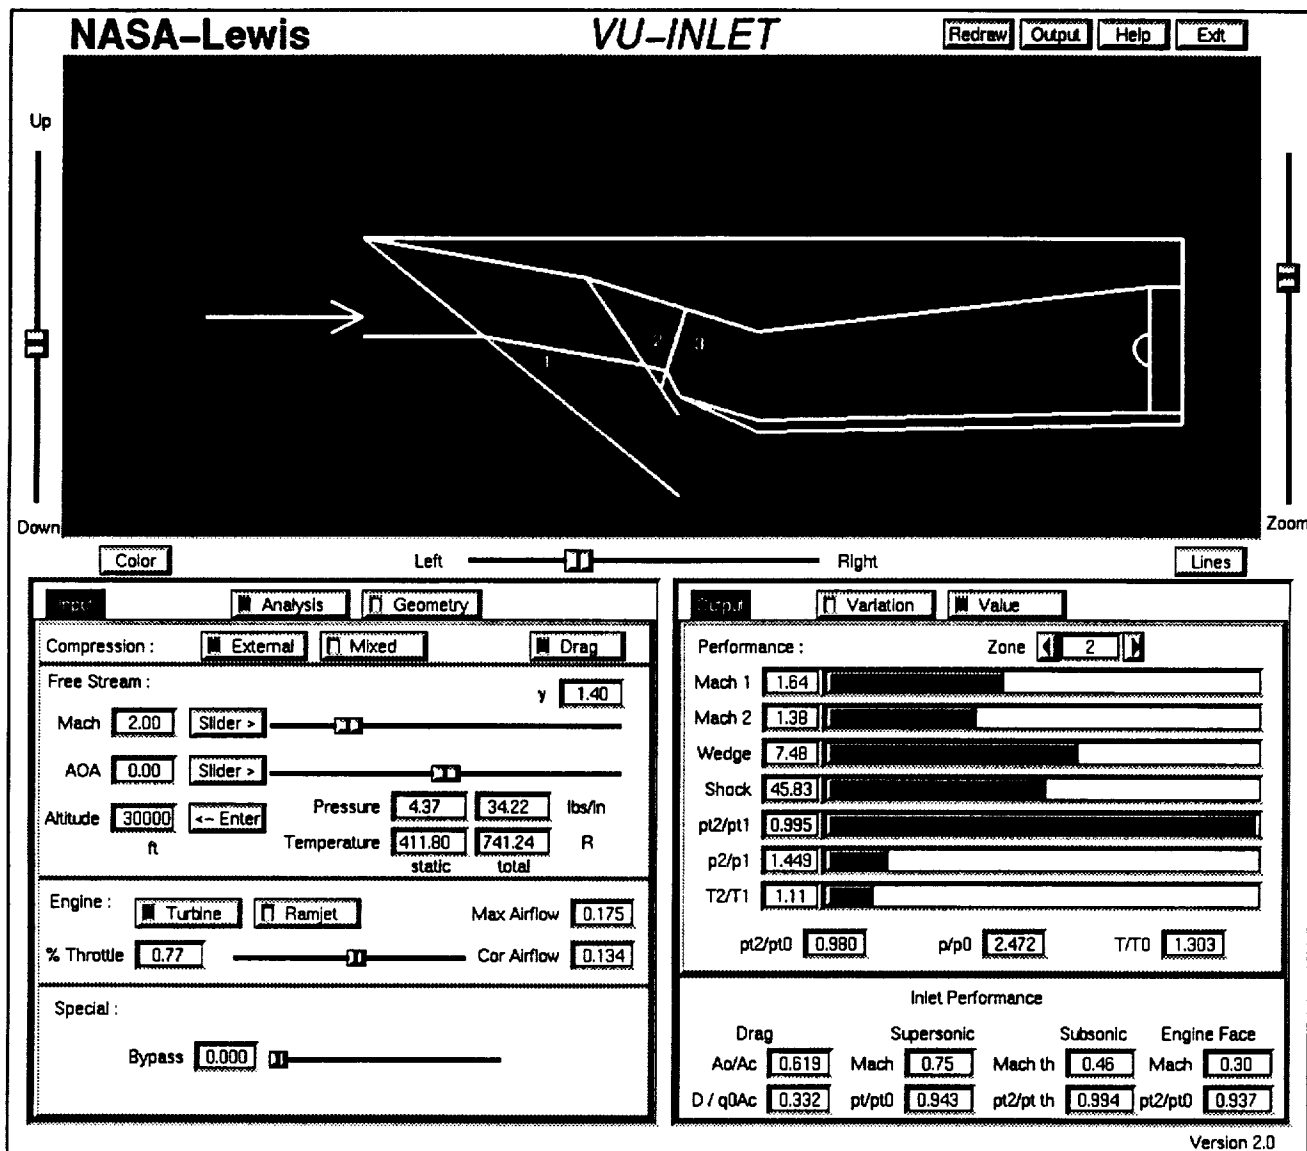 NASA-Lewis VU-INLET Redraw Output Help Exit
Up
1 2 3
Down Zoom
Color Left Right Lines
Input Analysis Geometry
Compression : External Mixed Drag
Free Stream : γ 1.40
Mach 2.00 Slider >
AOA 0.00 Slider >
Altitude 30000 <- Enter
ft
Pressure 4.37 34.22 lbs/in
Temperature 411.80 741.24 R
static total
Engine : Turbine Ramjet Max Airflow 0.175
% Throttle 0.77 Cor Airflow 0.134
Special :
Bypass 0.000
Output Variation Value
Performance : Zone 2
Mach 1 1.64
Mach 2 1.38
Wedge 7.48
Shock 45.83
pt2/pt1 0.995
p2/p1 1.449
T2/T1 1.11
pt2/pt0 0.980 p/p0 2.472 T/T0 1.303
Inlet Performance
Drag Supersonic Subsonic Engine Face
Ao/Ac 0.619 Mach 0.75 Mach th 0.46 Mach 0.30
D / q0Ac 0.332 pt/pt0 0.943 pt2/pt th 0.994 pt2/pt0 0.937
Version 2.0